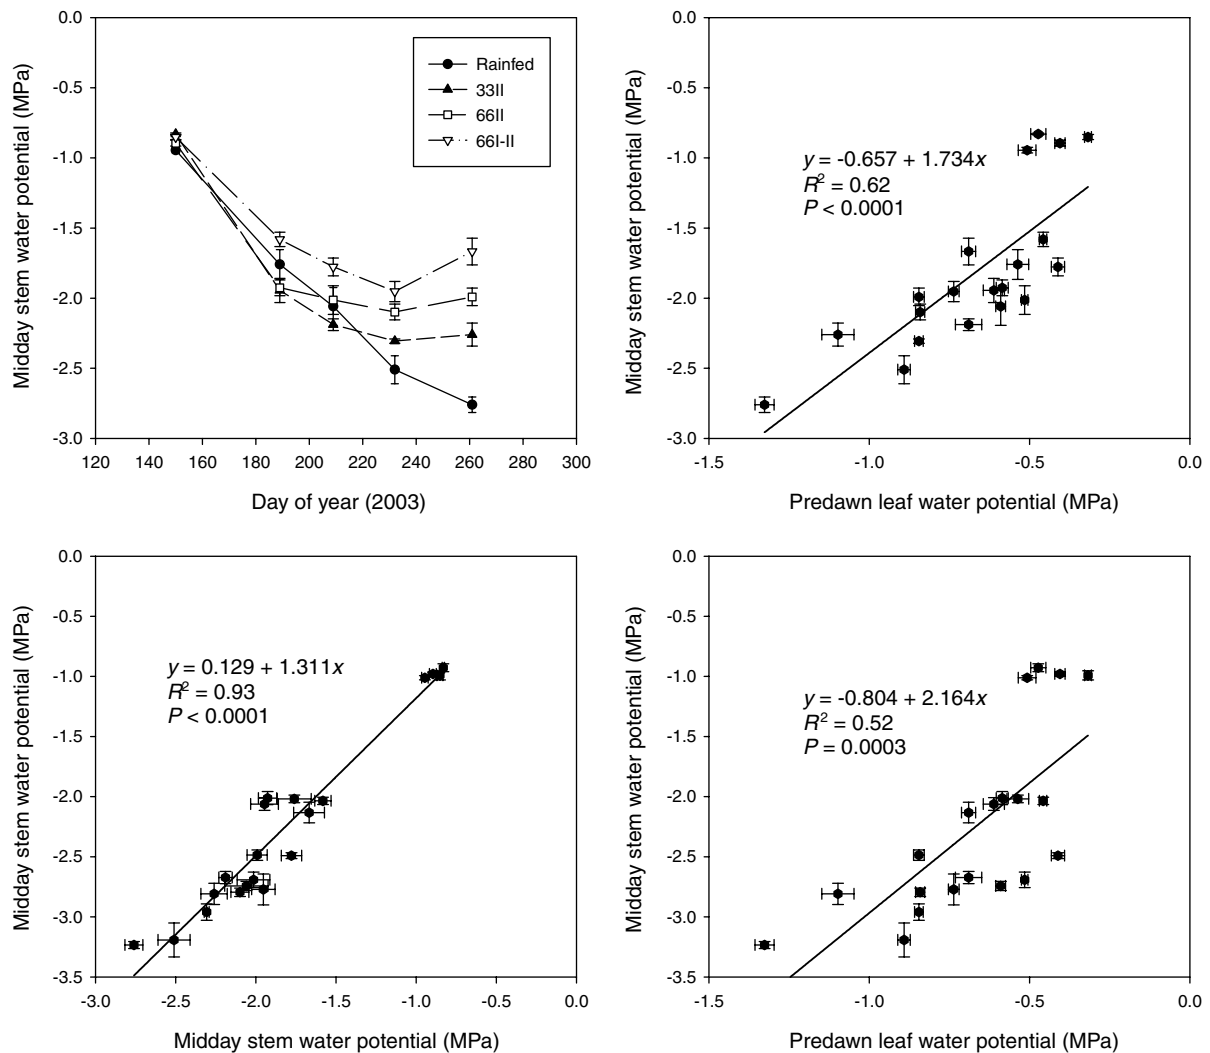 0.0
-0.5
-1.0
-1.5
-2.0
-2.5
-3.0
Midday stem water potential (MPa)
Rainfed
33II
66II
66I-II
120 140 160 180 200 220 240 260 280 300
Day of year (2003)
0.0
-0.5
-1.0
-1.5
-2.0
-2.5
-3.0
Midday stem water potential (MPa)
y = -0.657 + 1.734x
R² = 0.62
P < 0.0001
-1.5 -1.0 -0.5 0.0
Predawn leaf water potential (MPa)
0.0
-0.5
-1.0
-1.5
-2.0
-2.5
-3.0
-3.5
Midday stem water potential (MPa)
y = 0.129 + 1.311x
R² = 0.93
P < 0.0001
-3.0 -2.5 -2.0 -1.5 -1.0 -0.5 0.0
Midday stem water potential (MPa)
0.0
-0.5
-1.0
-1.5
-2.0
-2.5
-3.0
-3.5
Midday stem water potential (MPa)
y = -0.804 + 2.164x
R² = 0.52
P = 0.0003
-1.5 -1.0 -0.5 0.0
Predawn leaf water potential (MPa)